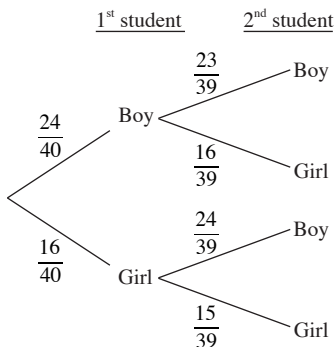 1st student 2nd student
23/39
Boy
24/40
Boy
16/39
Girl
24/39
Boy
16/40
Girl
15/39
Girl